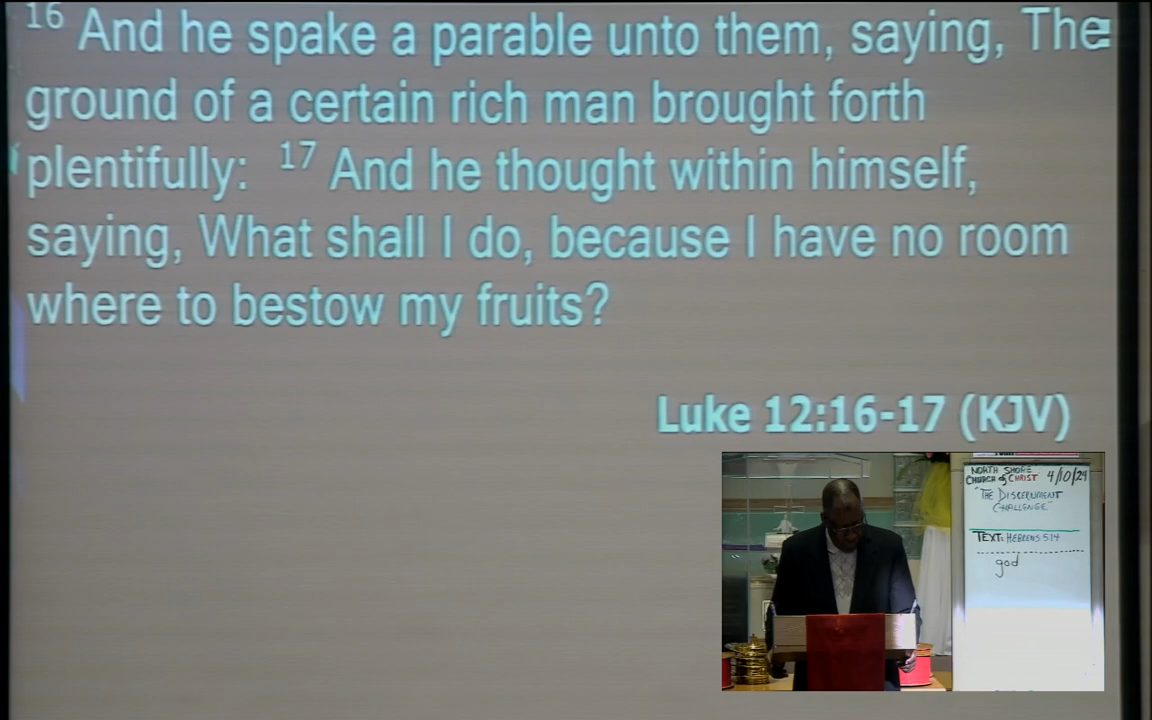 16 And he spake a parable unto them, saying, The
ground of a certain rich man brought forth
plentifully: 17 And he thought within himself,
saying, What shall I do, because I have no room
where to bestow my fruits?
Luke 12:16-17 (KJV)
NORTH SHORE
CHURCH of CHRIST 4/10/24
"THE DISCERNMENT
CHALLENGE"
TEXT: HEBREWS 5:14
god